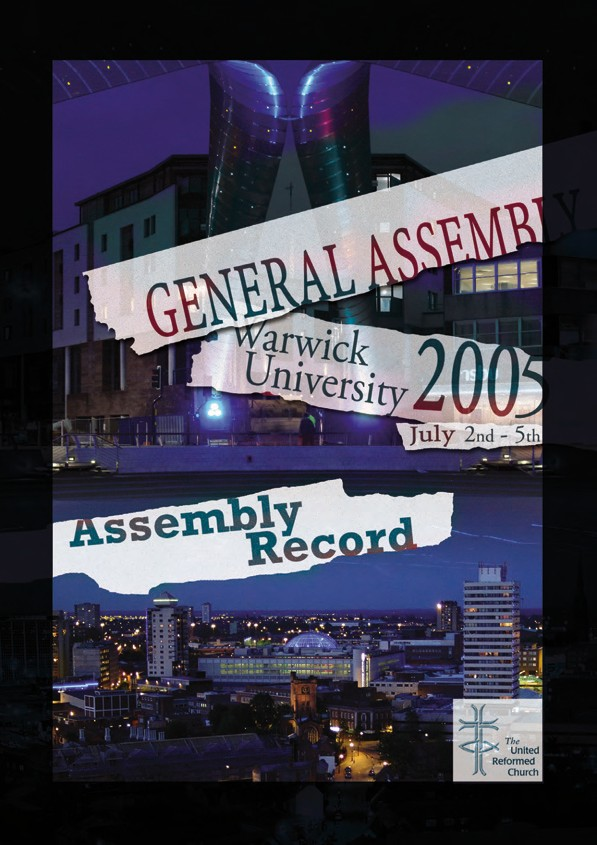 GENERAL ASSEMBLY
Warwick
University
2005
July 2nd - 5th
Assembly
Record
The
United
Reformed
Church